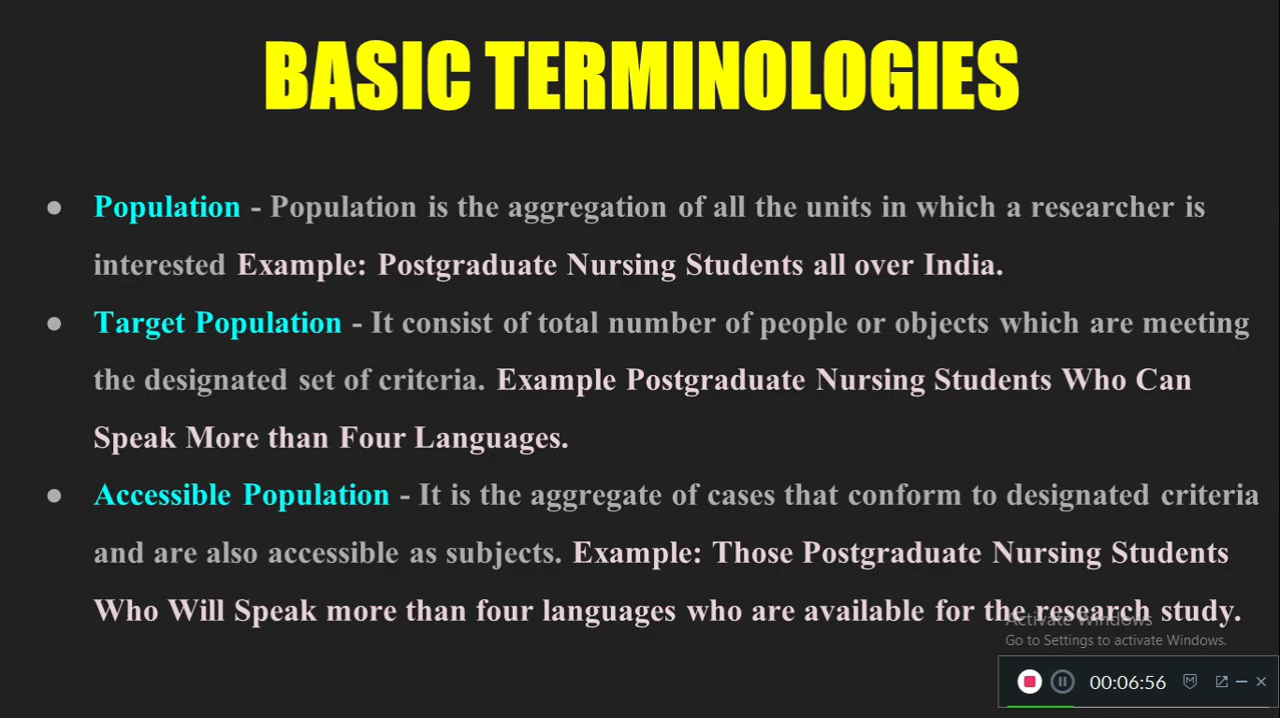 BASIC TERMINOLOGIES
● Population - Population is the aggregation of all the units in which a researcher is
interested Example: Postgraduate Nursing Students all over India.
● Target Population - It consist of total number of people or objects which are meeting
the designated set of criteria. Example Postgraduate Nursing Students Who Can
Speak More than Four Languages.
● Accessible Population - It is the aggregate of cases that conform to designated criteria
and are also accessible as subjects. Example: Those Postgraduate Nursing Students
Who Will Speak more than four languages who are available for the research study.
Activate Windows
Go to Settings to activate Windows.
00:06:56